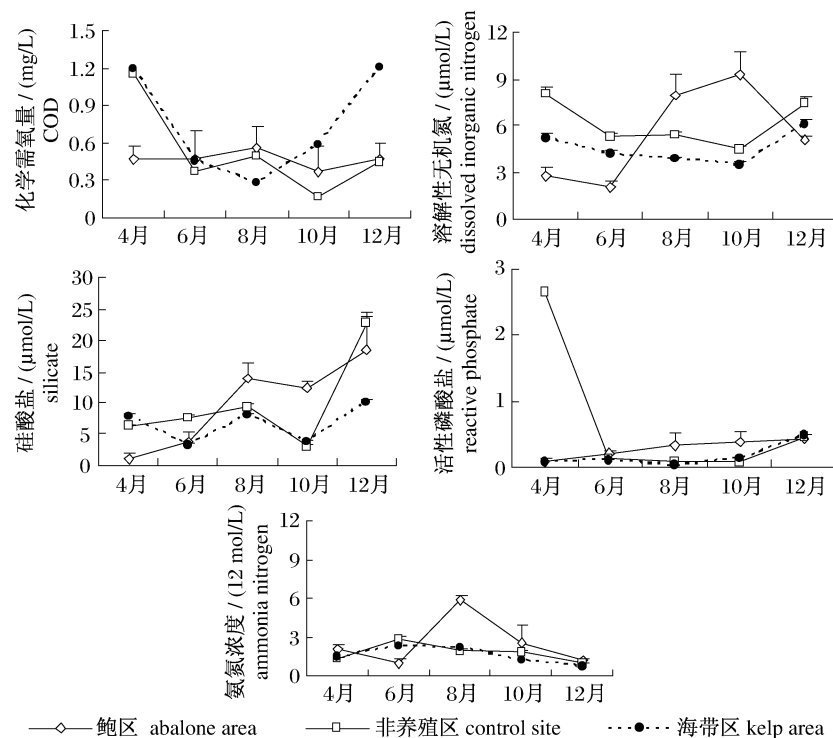 化学需氧量 / (mg/L)
COD
1.5
1.2
0.9
0.6
0.3
0
4月 6月 8月 10月 12月
溶解性无机氮 / (μmol/L)
dissolved inorganic nitrogen
12
9
6
3
0
4月 6月 8月 10月 12月
硅酸盐 / (μmol/L)
silicate
30
25
20
15
10
5
0
4月 6月 8月 10月 12月
活性磷酸盐 / (μmol/L)
reactive phosphate
3
2
1
0
4月 6月 8月 10月 12月
氨氮浓度 / (12 mol/L)
ammonia nitrogen
12
9
6
3
0
4月 6月 8月 10月 12月
鲍区 abalone area 非养殖区 control site 海带区 kelp area